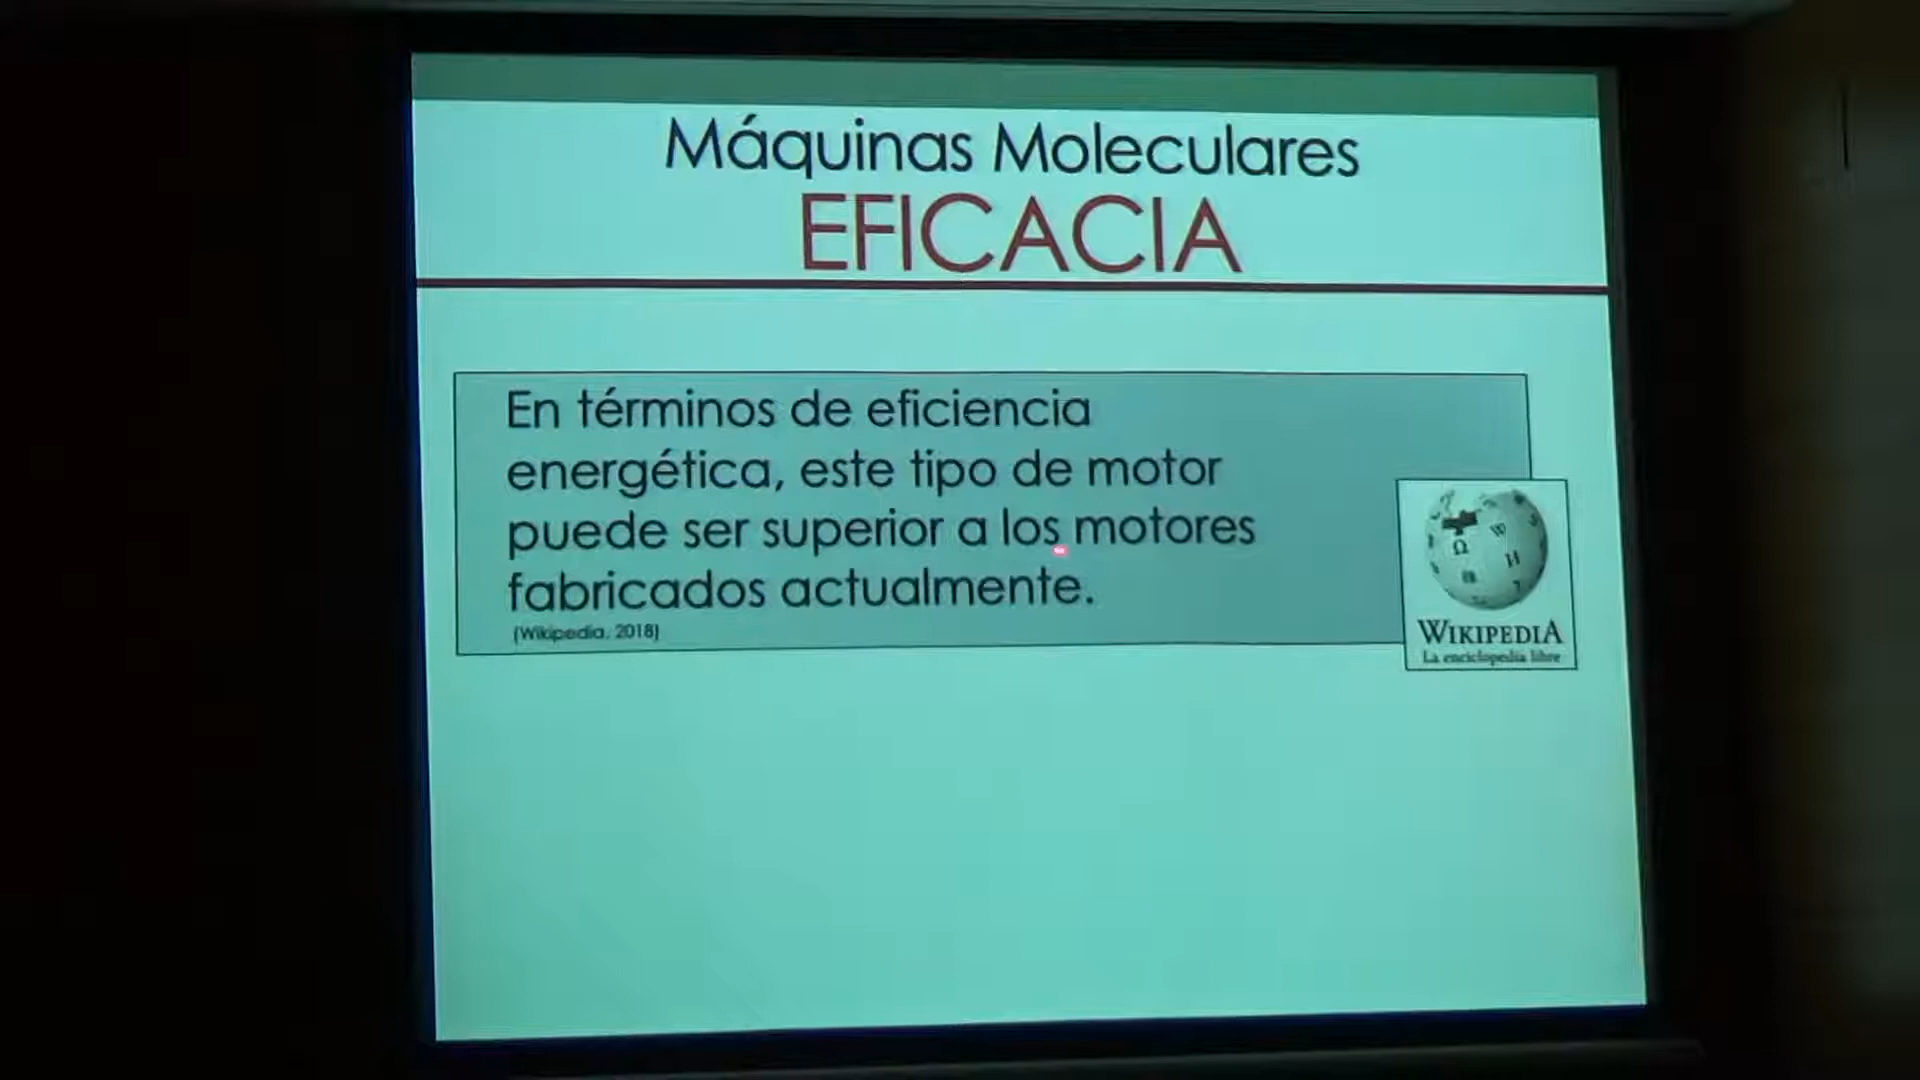 Máquinas Moleculares
EFICACIA
En términos de eficiencia
energética, este tipo de motor
puede ser superior a los motores
fabricados actualmente.
(Wikipedia, 2018)
Ω W И 7
WIKIPEDIA
La enciclopedia libre